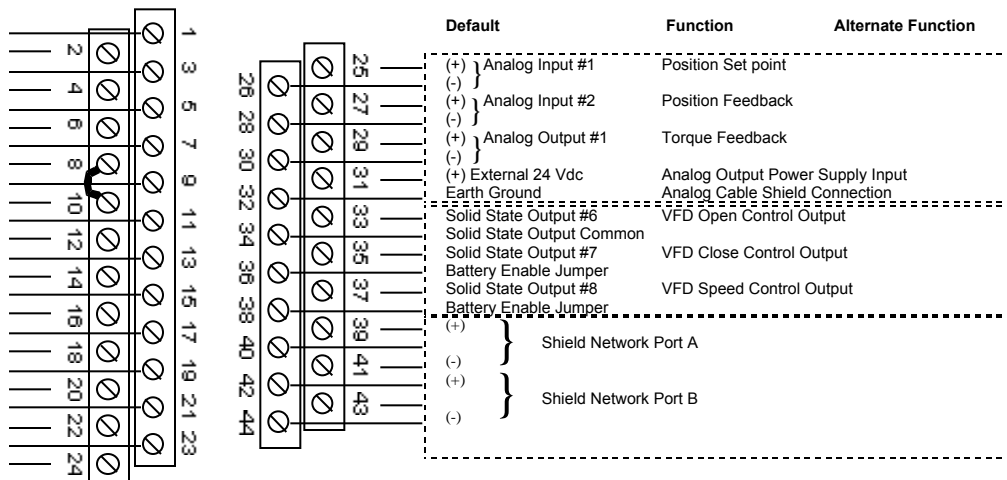 Default Function Alternate Function
1
2
3
4
5
6
7
8
9
10
11
12
13
14
15
16
17
18
19
20
21
22
23
24
25 (+) Analog Input #1 Position Set point
26 (-)
27 (+) Analog Input #2 Position Feedback
28 (-)
29 (+) Analog Output #1 Torque Feedback
30 (-)
31 (+) External 24 Vdc Analog Output Power Supply Input
32 Earth Ground Analog Cable Shield Connection
33 Solid State Output #6 VFD Open Control Output
34 Solid State Output Common
35 Solid State Output #7 VFD Close Control Output
36 Battery Enable Jumper
37 Solid State Output #8 VFD Speed Control Output
38 Battery Enable Jumper
39 (+)
Shield Network Port A
40 (-)
41
42 (+)
Shield Network Port B
43
44 (-)